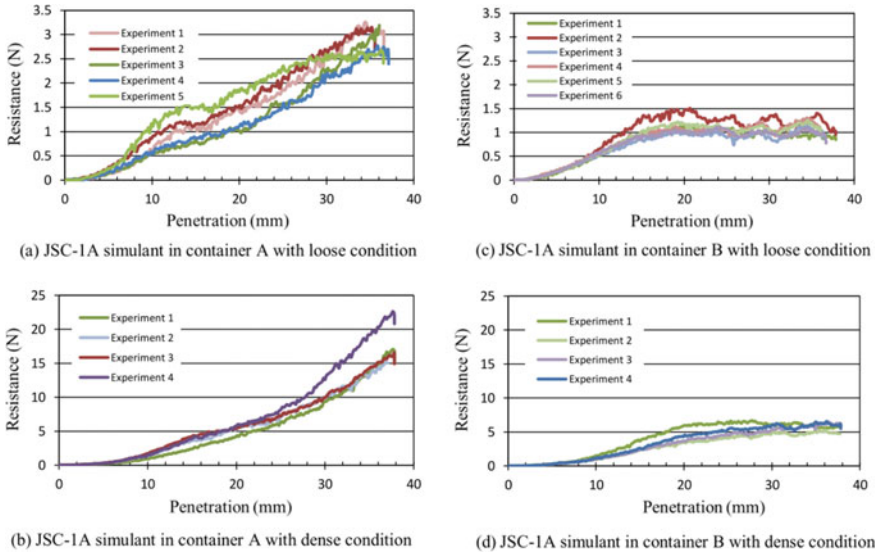 3.5
3
2.5
2
1.5
1
0.5
0
Resistance (N)
Experiment 1
Experiment 2
Experiment 3
Experiment 4
Experiment 5
0 10 20 30 40
Penetration (mm)
(a) JSC-1A simulant in container A with loose condition
3.5
3
2.5
2
1.5
1
0.5
0
Resistance (N)
Experiment 1
Experiment 2
Experiment 3
Experiment 4
Experiment 5
Experiment 6
0 10 20 30 40
Penetration (mm)
(c) JSC-1A simulant in container B with loose condition
25
20
15
10
5
0
Resistance (N)
Experiment 1
Experiment 2
Experiment 3
Experiment 4
0 10 20 30 40
Penetration (mm)
(b) JSC-1A simulant in container A with dense condition
25
20
15
10
5
0
Resistance (N)
Experiment 1
Experiment 2
Experiment 3
Experiment 4
0 10 20 30 40
Penetration (mm)
(d) JSC-1A simulant in container B with dense condition